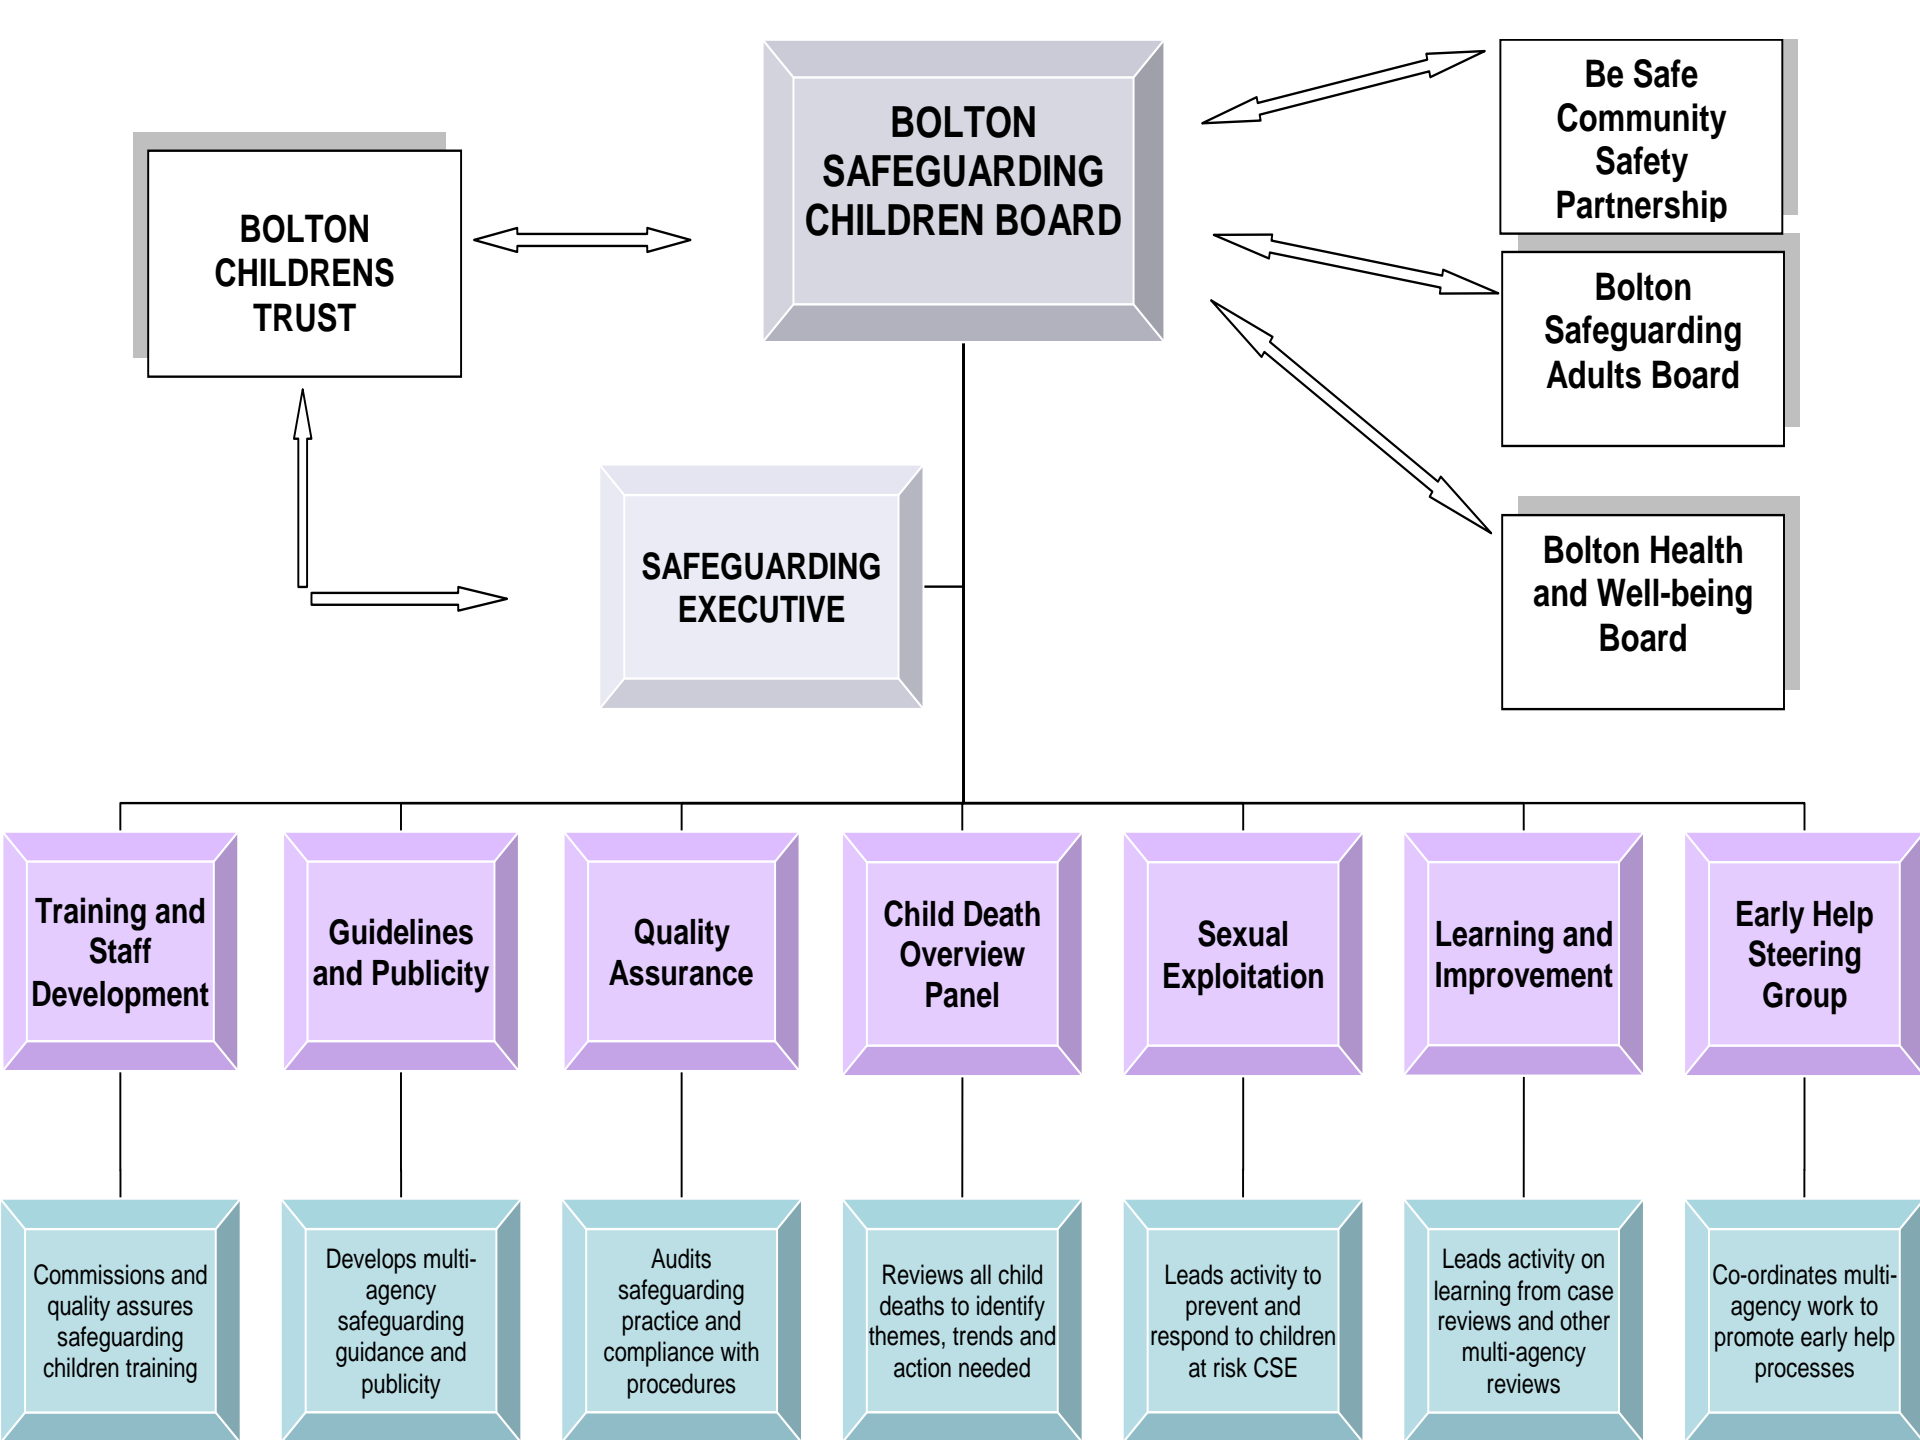 BOLTON
SAFEGUARDING
CHILDREN BOARD
Be Safe
Community
Safety
Partnership
BOLTON
CHILDRENS
TRUST
Bolton
Safeguarding
Adults Board
SAFEGUARDING
EXECUTIVE
Bolton Health
and Well-being
Board
Training and
Staff
Development
Guidelines
and Publicity
Quality
Assurance
Child Death
Overview
Panel
Sexual
Exploitation
Learning and
Improvement
Early Help
Steering
Group
Commissions and
quality assures
safeguarding
children training
Develops multi-
agency
safeguarding
guidance and
publicity
Audits
safeguarding
practice and
compliance with
procedures
Reviews all child
deaths to identify
themes, trends and
action needed
Leads activity to
prevent and
respond to children
at risk CSE
Leads activity on
learning from case
reviews and other
multi-agency
reviews
Co-ordinates multi-
agency work to
promote early help
processes